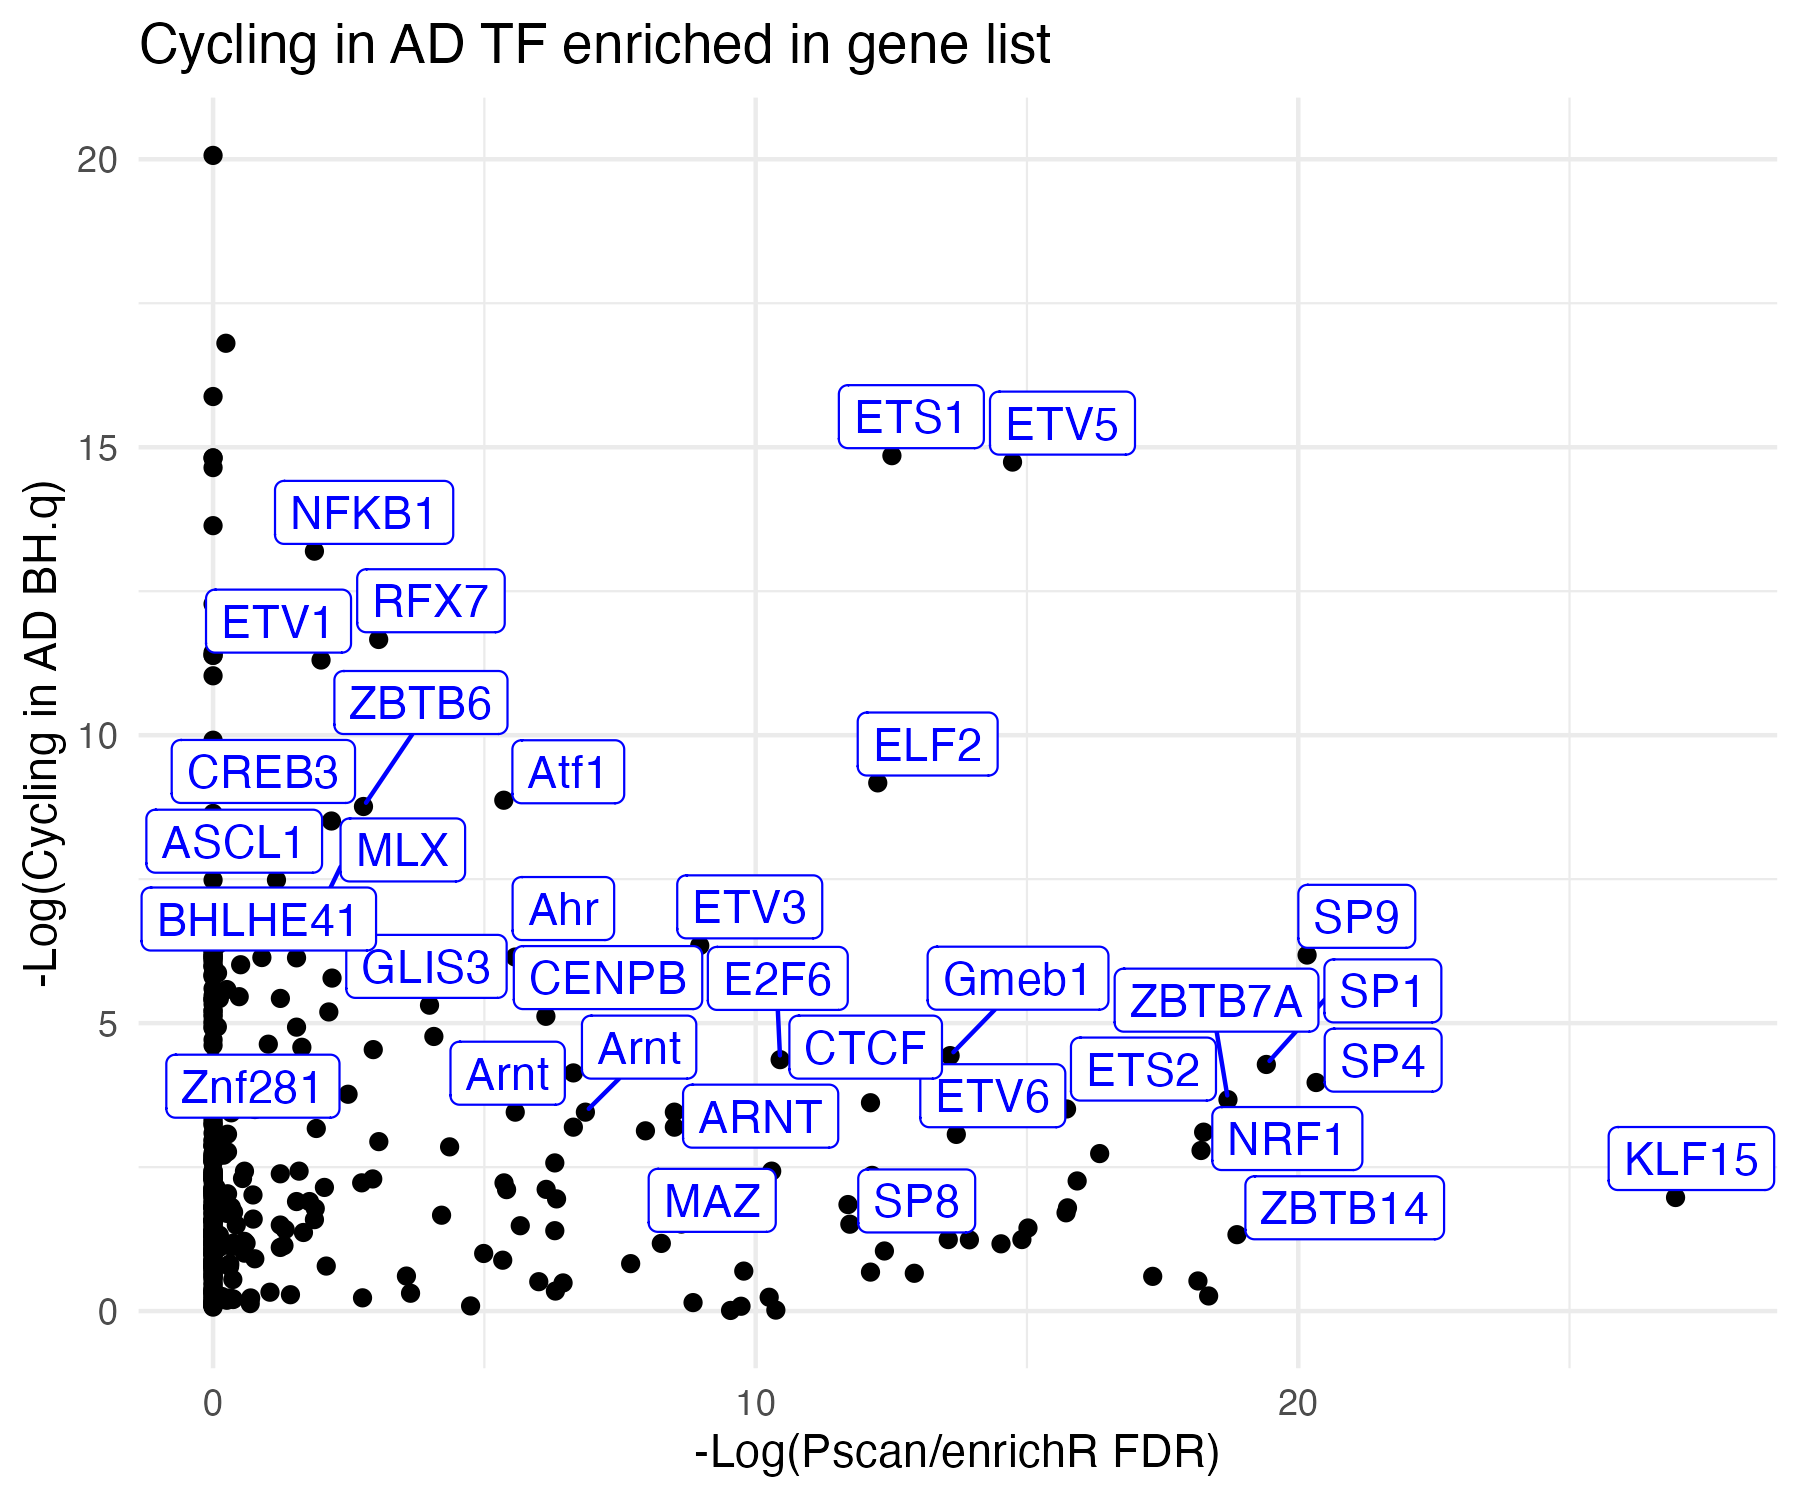 Cycling in AD TF enriched in gene list
-Log(Cycling in AD BH.q)
20
15
10
5
0
ETS1
ETV5
NFKB1
RFX7
ETV1
ZBTB6
ELF2
CREB3
Atf1
ASCL1
MLX
Ahr
ETV3
SP9
BHLHE41
GLIS3
CENPB
E2F6
Gmeb1
ZBTB7A
SP1
Arnt
Arnt
CTCF
ETS2
SP4
Znf281
ARNT
ETV6
NRF1
KLF15
MAZ
SP8
ZBTB14
0
10
20
-Log(Pscan/enrichR FDR)